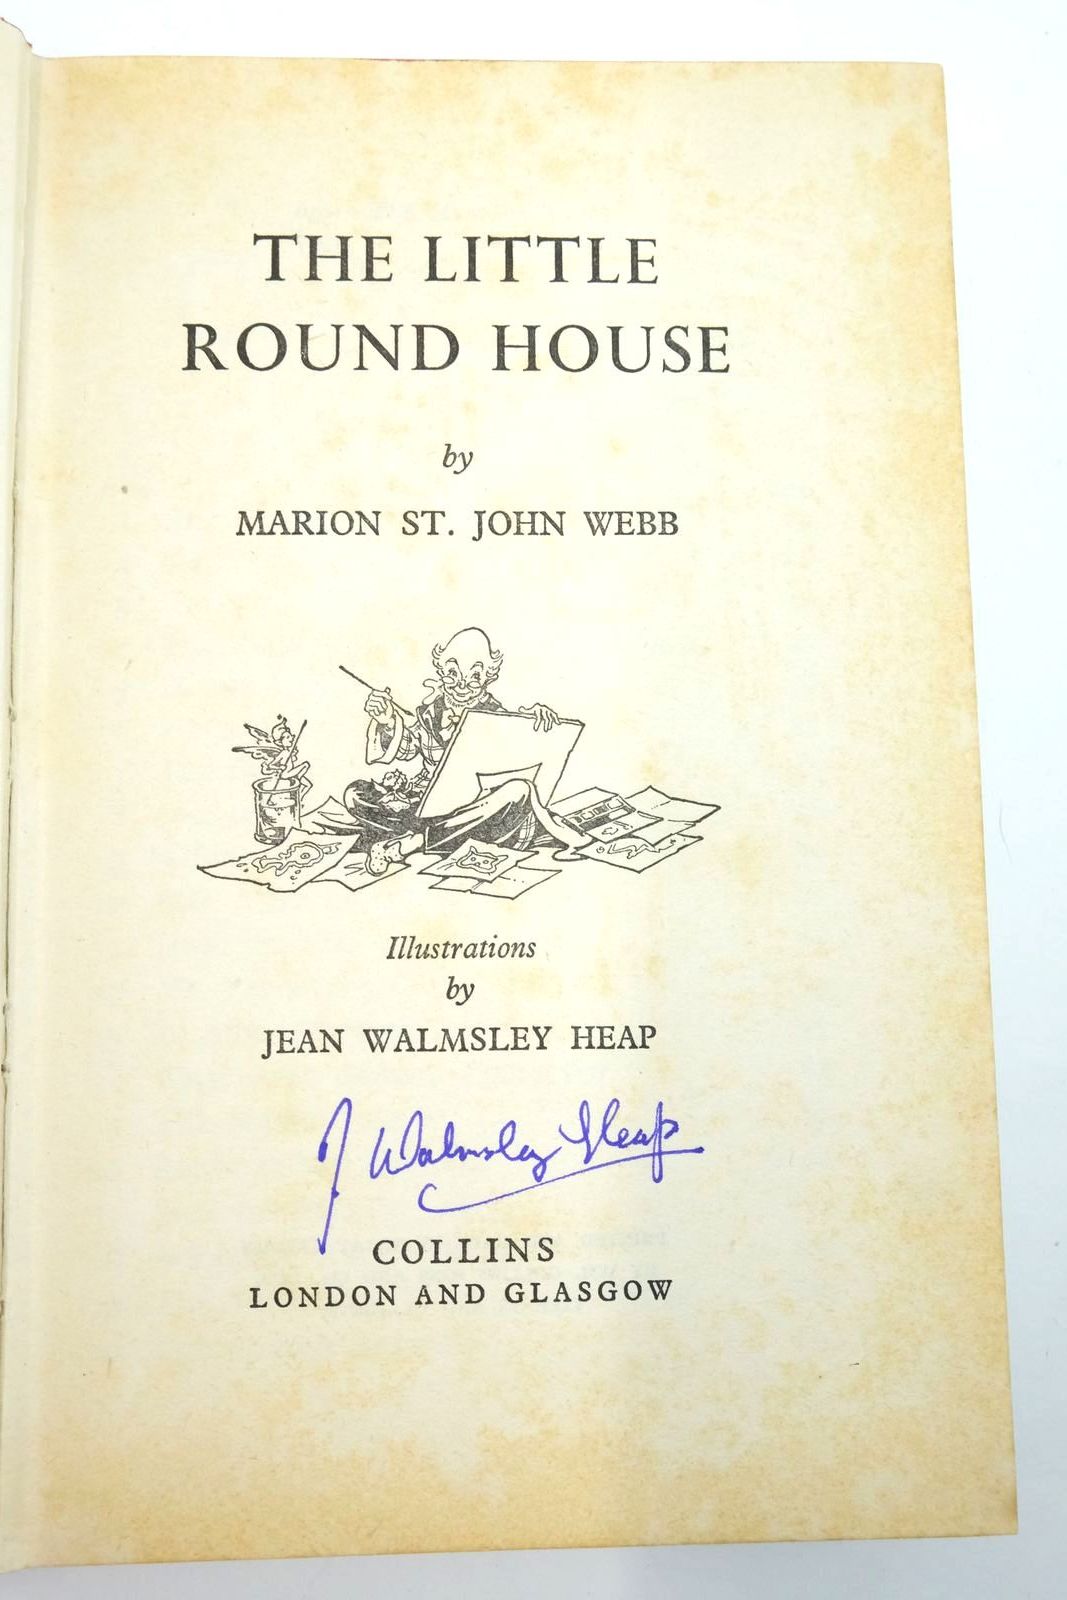 THE LITTLE
ROUND HOUSE
by
MARION ST. JOHN WEBB
Illustrations
by
JEAN WALMSLEY HEAP
J Walmsley Heap
COLLINS
LONDON AND GLASGOW